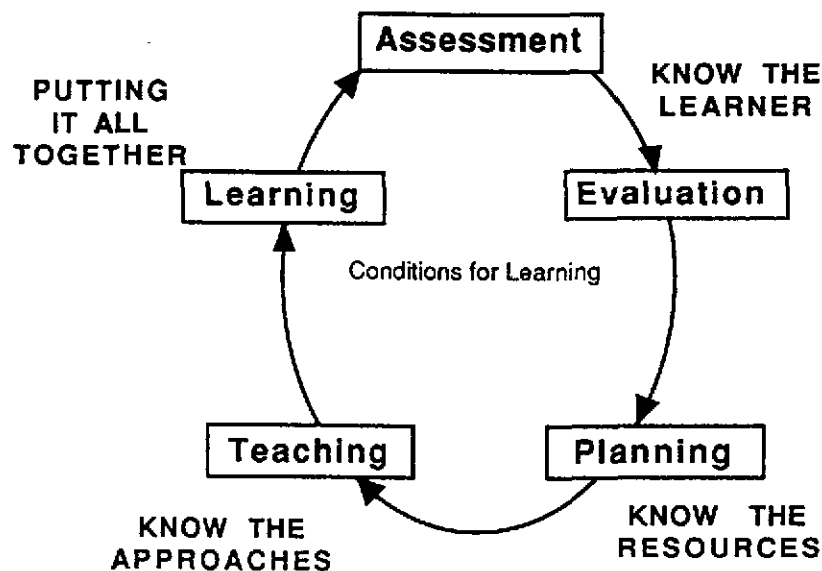 Assessment
KNOW THE
LEARNER
PUTTING
IT ALL
TOGETHER
Learning
Evaluation
Conditions for Learning
Teaching
Planning
KNOW THE
APPROACHES
KNOW THE
RESOURCES